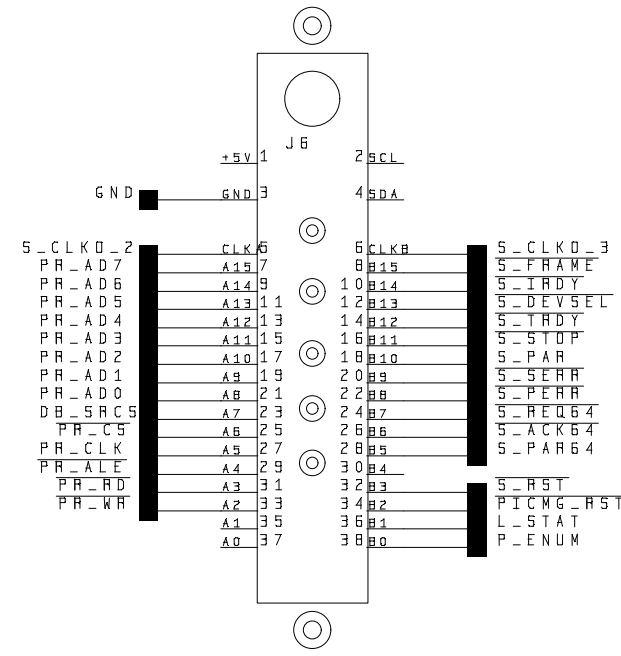 J6
+5V 1 2 SCL
GND GND 3 4 SDA
S_CLKO_2 CLKA 5 6 CLKB S_CLKO_3
PR_AD7 A15 7 8 B15 S_FRAME
PR_AD6 A14 9 10 B14 S_IRDY
PR_AD5 A13 11 12 B13 S_DEVSEL
PR_AD4 A12 13 14 B12 S_TRDY
PR_AD3 A11 15 16 B11 S_STOP
PR_AD2 A10 17 18 B10 S_PAR
PR_AD1 A9 19 20 B9 S_SERR
PR_AD0 A8 21 22 B8 S_PERR
DB_SRC5 A7 23 24 B7 S_REQ64
PR_CS A6 25 26 B6 S_ACK64
PR_CLK A5 27 28 B5 S_PAR64
PR_ALE A4 29 30 B4
PR_RD A3 31 32 B3 S_RST
PR_WR A2 33 34 B2 PICMG_RST
A1 35 36 B1 L_STAT
A0 37 38 B0 P_ENUM